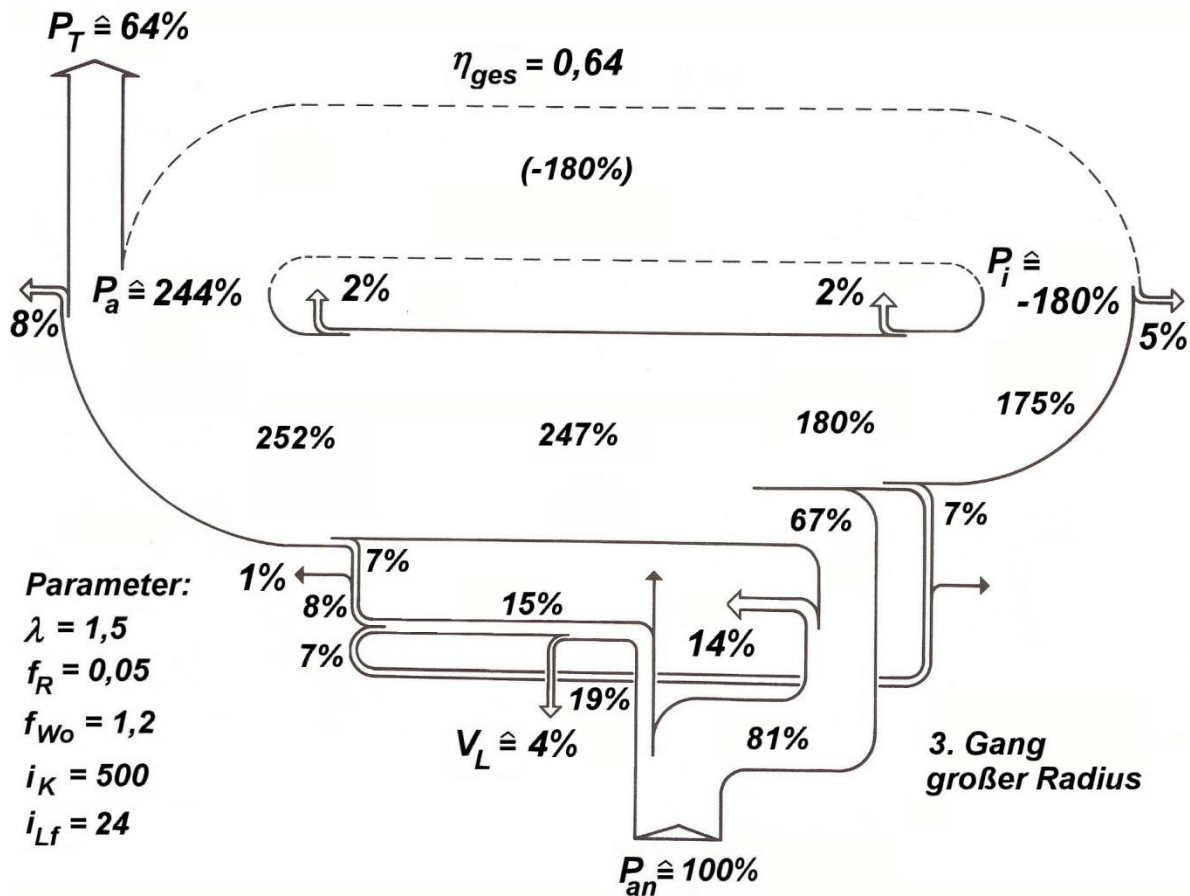 P_T ≙ 64%
η_ges = 0,64
(-180%)
P_a ≙ 244%
2%
2%
P_i ≙
-180%
8%
5%
175%
252%
247%
180%
67%
7%
7%
1%
8%
15%
14%
7%
19%
V_L ≙ 4%
81%
Parameter:
λ = 1,5
f_R = 0,05
f_Wo = 1,2
i_K = 500
i_Lf = 24
3. Gang
großer Radius
P_an ≙ 100%